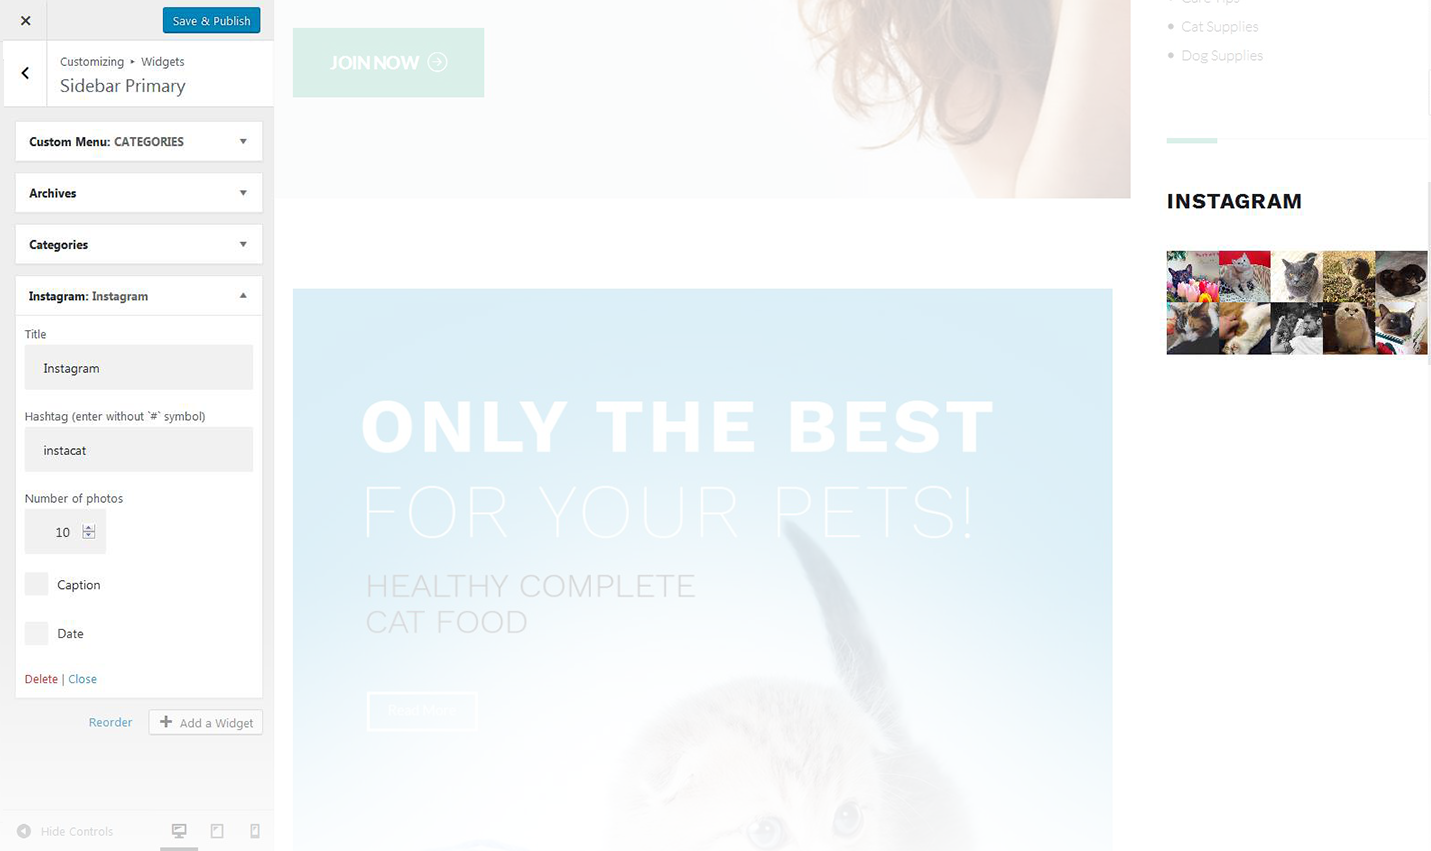 Save & Publish
Customizing ▸ Widgets
Sidebar Primary
Custom Menu: CATEGORIES
Archives
Categories
Instagram: Instagram
Title
Instagram
Hashtag (enter without `#` symbol)
instacat
Number of photos
10
Caption
Date
Delete | Close
Reorder
Add a Widget
Hide Controls
JOIN NOW
ONLY THE BEST
FOR YOUR PETS!
HEALTHY COMPLETE
CAT FOOD
Cat Supplies
Dog Supplies
INSTAGRAM